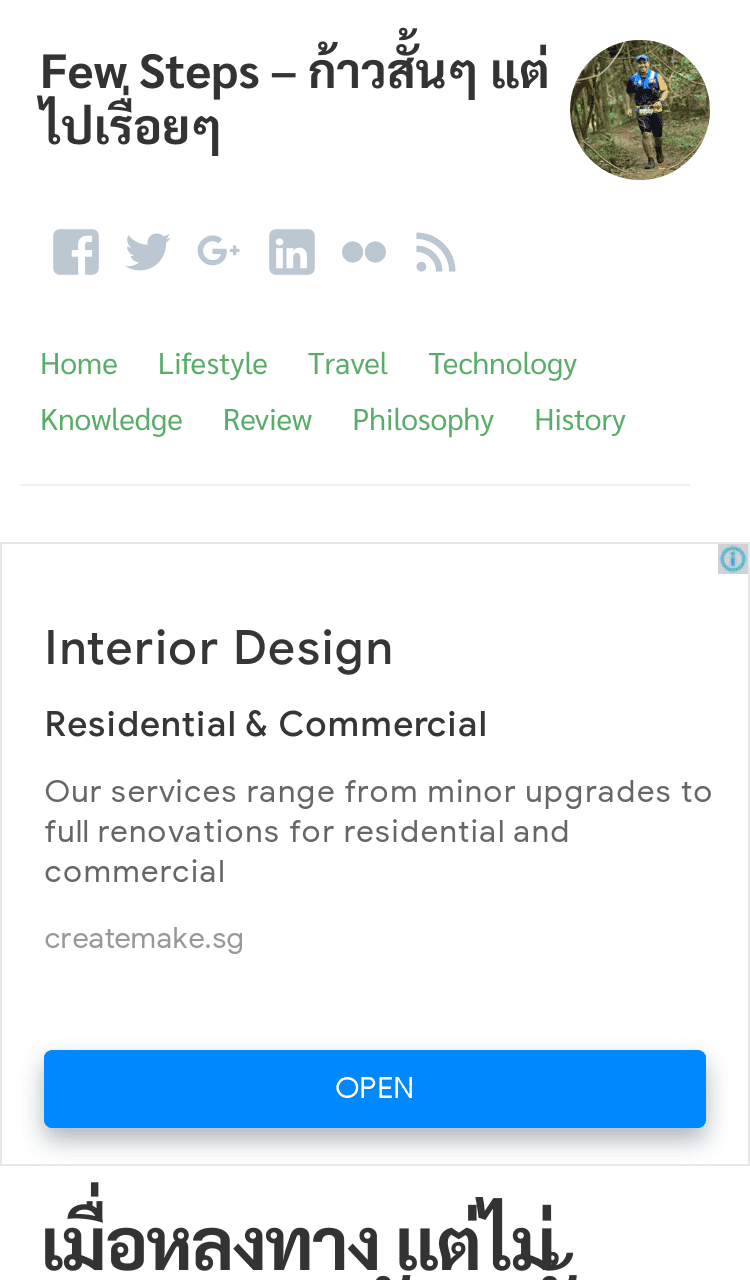 Few Steps – ก้าวสั้นๆ แต่
ไปเรื่อยๆ
Home Lifestyle Travel Technology
Knowledge Review Philosophy History
Interior Design
Residential & Commercial
Our services range from minor upgrades to
full renovations for residential and
commercial
createmake.sg
OPEN
เมื่อหลงทาง แต่ไม่